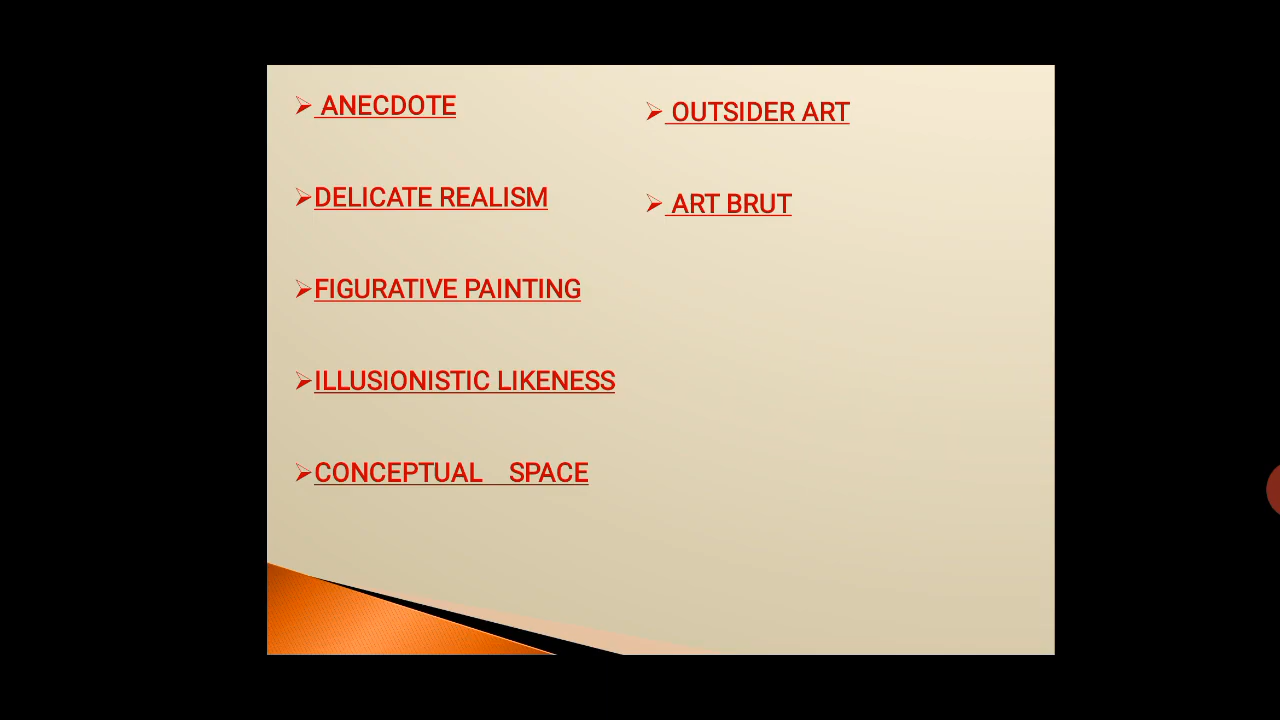 ANECDOTE
DELICATE REALISM
FIGURATIVE PAINTING
ILLUSIONISTIC LIKENESS
CONCEPTUAL SPACE
OUTSIDER ART
ART BRUT